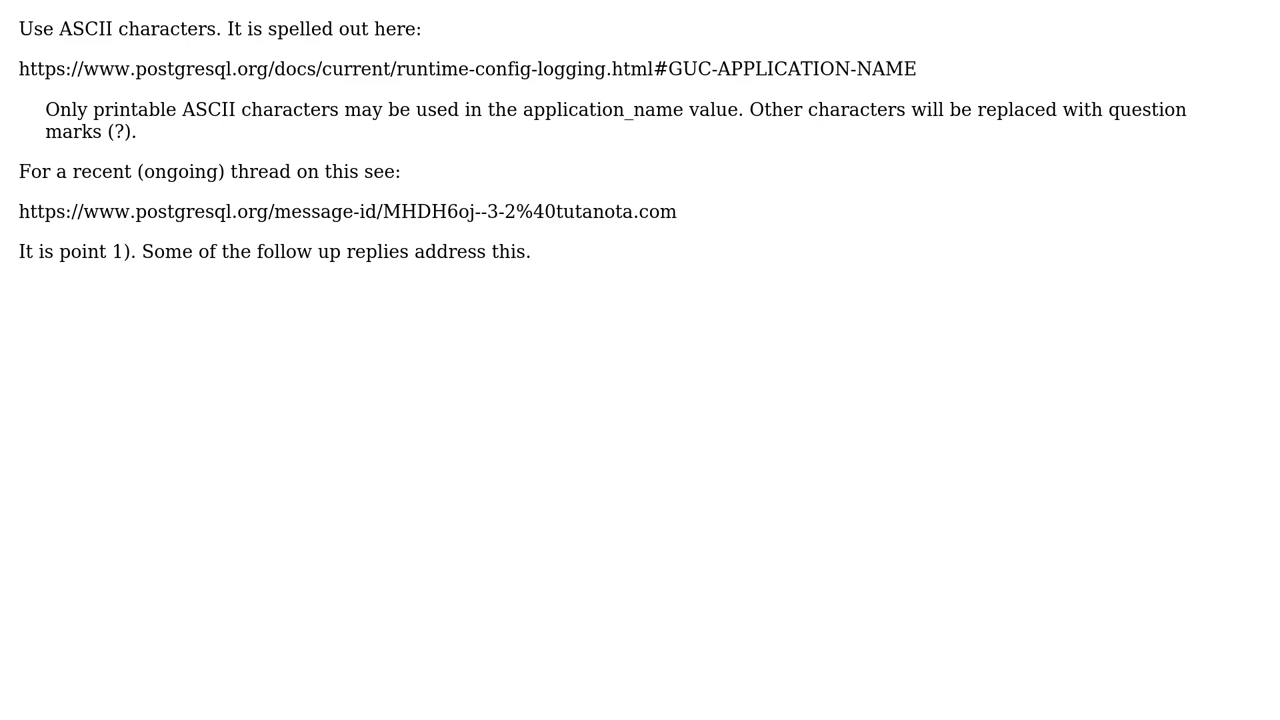 Use ASCII characters. It is spelled out here:
https://www.postgresql.org/docs/current/runtime-config-logging.html#GUC-APPLICATION-NAME
Only printable ASCII characters may be used in the application_name value. Other characters will be replaced with question
marks (?).
For a recent (ongoing) thread on this see:
https://www.postgresql.org/message-id/MHDH6oj--3-2%40tutanota.com
It is point 1). Some of the follow up replies address this.